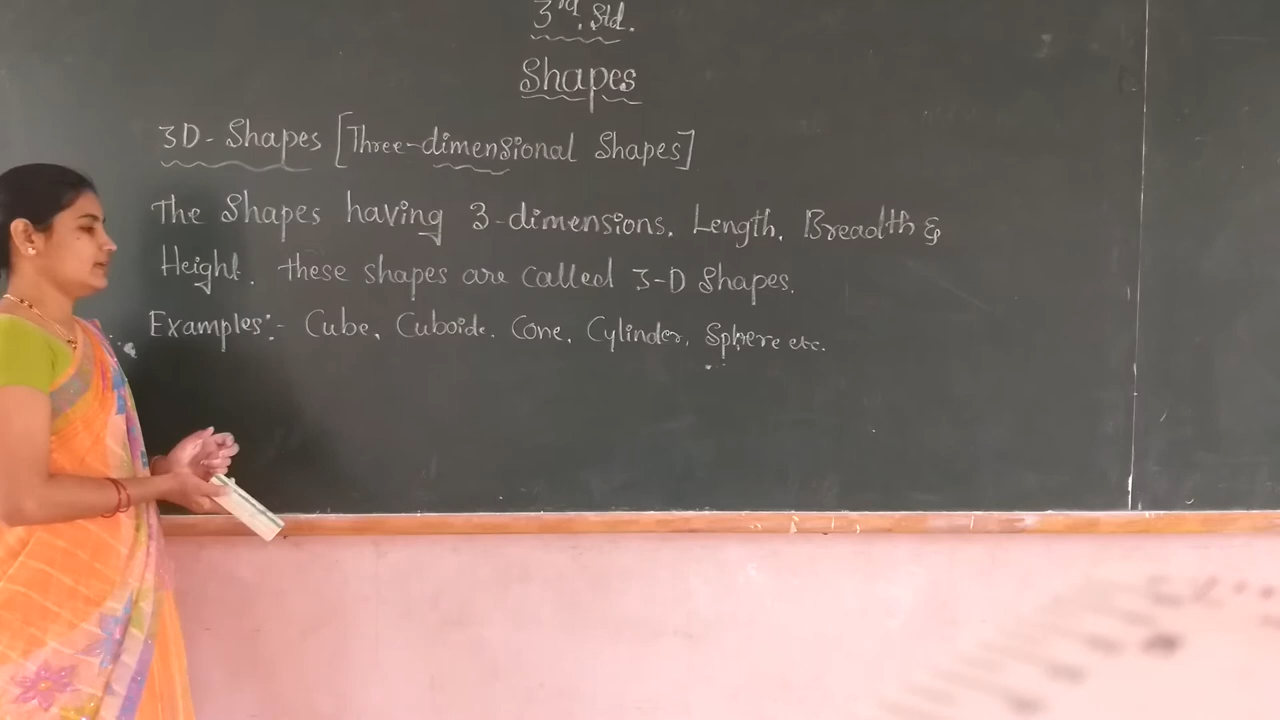 3rd. Std.
Shapes
3D- Shapes [Three-dimensional Shapes]
The Shapes having 3-dimensions, Length, Breadth &
Height. These shapes are called 3-D Shapes.
Examples:- Cube, Cuboide, Cone, Cylinder, Sphere etc.